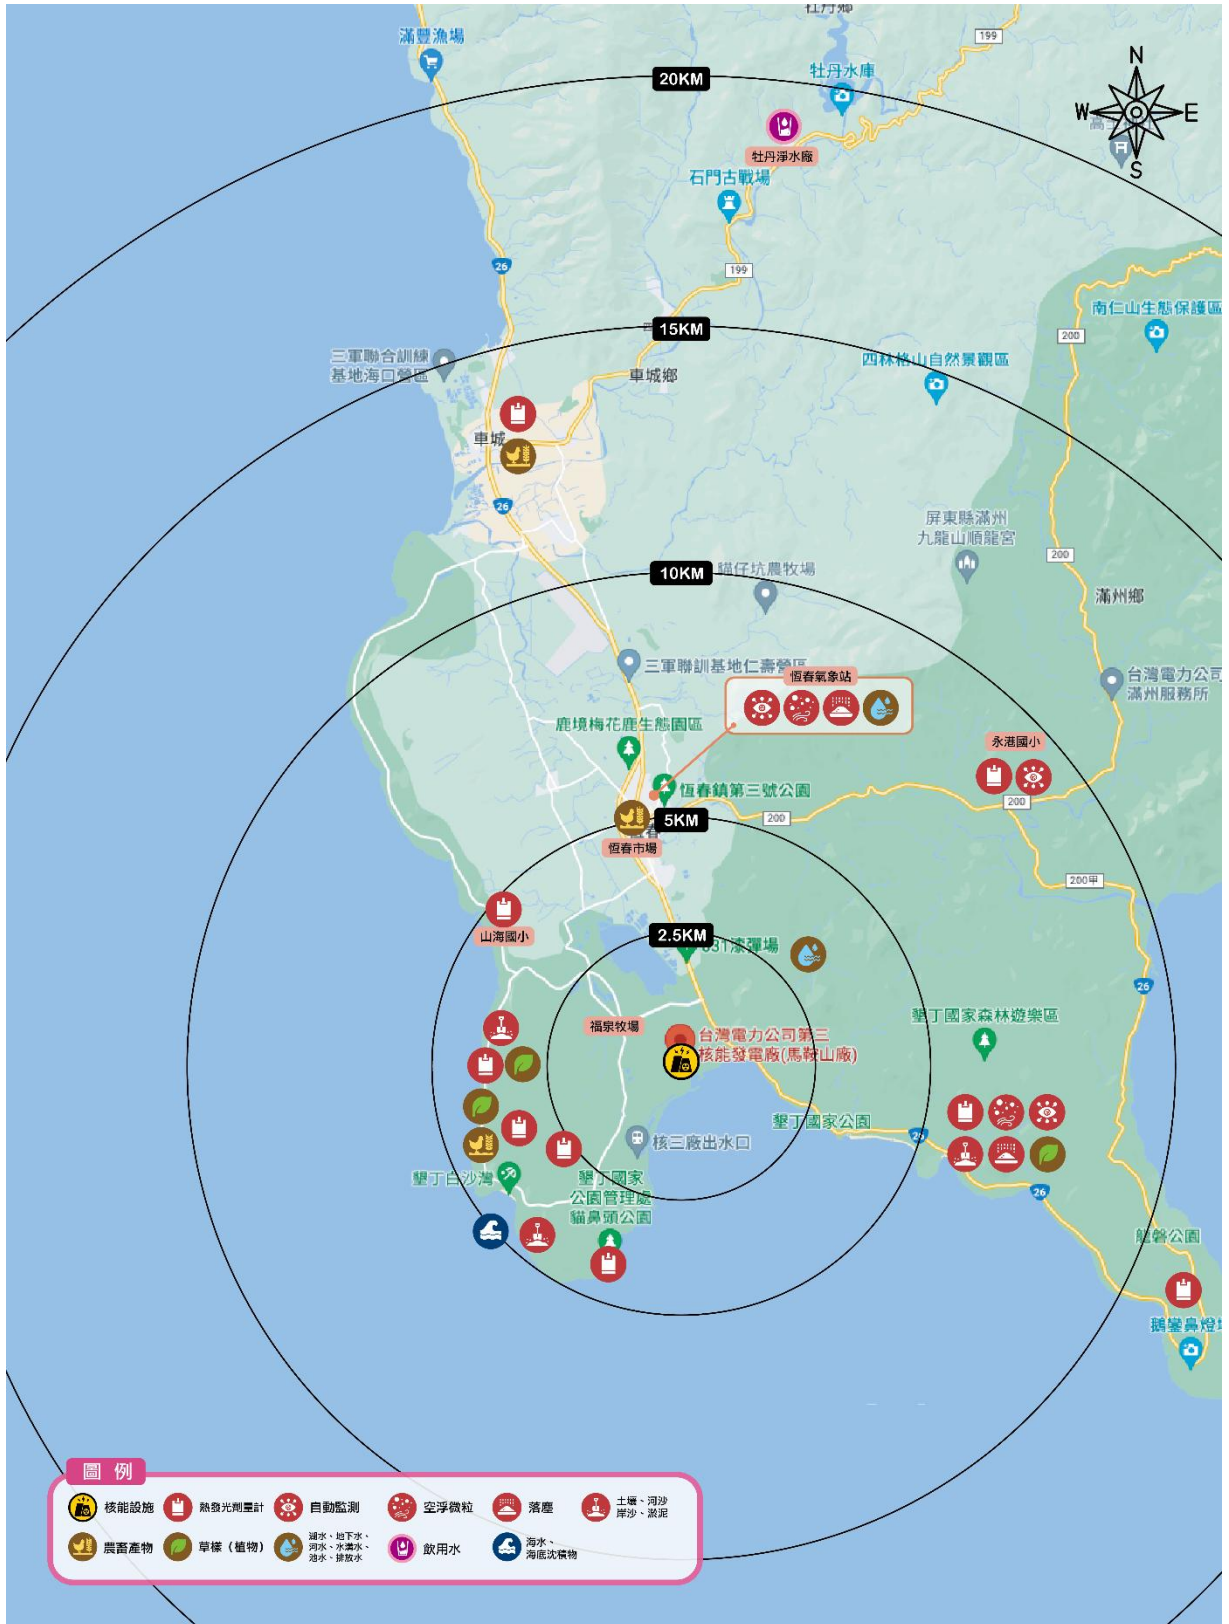 牡丹鄉
滿豐漁場
199
N
20KM
牡丹水庫
W
E
S
牡丹淨水廠
石門古戰場
26
199
南仁山生態保護區
15KM
200
三軍聯合訓練
基地海口營區
四林格山自然景觀區
車城鄉
車城
26
屏東縣滿州
九龍山順龍宮
200
10KM
貓仔坑農牧場
滿州鄉
三軍聯訓基地仁壽營區
恆春氣象站
台灣電力公司
滿州服務所
鹿境梅花鹿生態園區
永港國小
恆春鎮第三號公園
200
5KM
200
恆春
恆春市場
200甲
山海國小
2.5KM
331漆彈場
26
福泉牧場
墾丁國家森林遊樂區
台灣電力公司第三
核能發電廠(馬鞍山廠)
墾丁國家公園
26
核三廠出水口
墾丁白沙灣
墾丁國家
公園管理處
貓鼻頭公園
26
龍磐公園
鵝鑾鼻燈塔
圖例
核能設施
熱發光劑量計
自動監測
空浮微粒
落塵
土壤、河沙
岸沙、淤泥
農畜產物
草樣（植物）
湖水、地下水、
河水、水溝水、
池水、排放水
飲用水
海水、
海底沈積物